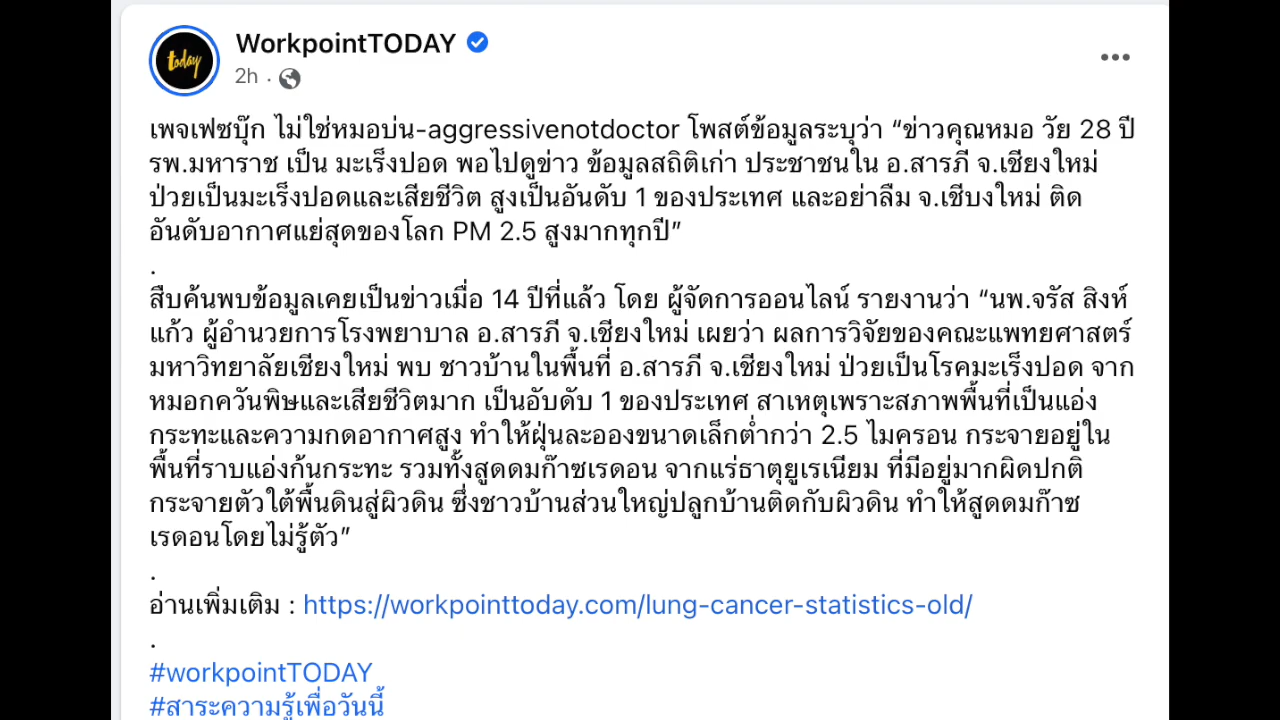 WorkpointTODAY
2h ·
เพจเฟซบุ๊ก ไม่ใช่หมอบ่น-aggressivenotdoctor โพสต์ข้อมูลระบุว่า “ข่าวคุณหมอ วัย 28 ปี
รพ.มหาราช เป็น มะเร็งปอด พอไปดูข่าว ข้อมูลสถิติเก่า ประชาชนใน อ.สารภี จ.เชียงใหม่
ป่วยเป็นมะเร็งปอดและเสียชีวิต สูงเป็นอันดับ 1 ของประเทศ และอย่าลืม จ.เชีบงใหม่ ติด
อันดับอากาศแย่สุดของโลก PM 2.5 สูงมากทุกปี”
.
สืบค้นพบข้อมูลเคยเป็นข่าวเมื่อ 14 ปีที่แล้ว โดย ผู้จัดการออนไลน์ รายงานว่า “นพ.จรัส สิงห์
แก้ว ผู้อำนวยการโรงพยาบาล อ.สารภี จ.เชียงใหม่ เผยว่า ผลการวิจัยของคณะแพทยศาสตร์
มหาวิทยาลัยเชียงใหม่ พบ ชาวบ้านในพื้นที่ อ.สารภี จ.เชียงใหม่ ป่วยเป็นโรคมะเร็งปอด จาก
หมอกควันพิษและเสียชีวิตมาก เป็นอับดับ 1 ของประเทศ สาเหตุเพราะสภาพพื้นที่เป็นแอ่ง
กระทะและความกดอากาศสูง ทำให้ฝุ่นละอองขนาดเล็กต่ำกว่า 2.5 ไมครอน กระจายอยู่ใน
พื้นที่ราบแอ่งก้นกระทะ รวมทั้งสูดดมก๊าซเรดอน จากแร่ธาตุยูเรเนียม ที่มีอยู่มากผิดปกติ
กระจายตัวใต้พื้นดินสู่ผิวดิน ซึ่งชาวบ้านส่วนใหญ่ปลูกบ้านติดกับผิวดิน ทำให้สูดดมก๊าซ
เรดอนโดยไม่รู้ตัว”
.
อ่านเพิ่มเติม : https://workpointtoday.com/lung-cancer-statistics-old/
.
#workpointTODAY
#สาระความรู้เพื่อวันนี้
today